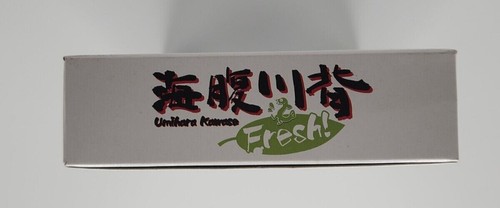 海腹川背
Umihara Kawase
Fresh!